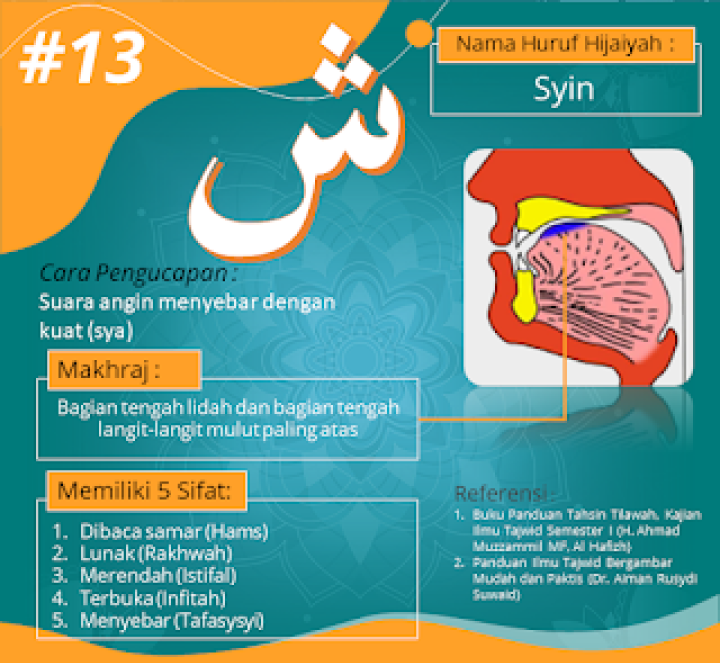 #13
ش
Nama Huruf Hijaiyah :
Syin
Cara Pengucapan :
Suara angin menyebar dengan
kuat (sya)
Makhraj :
Bagian tengah lidah dan bagian tengah
langit-langit mulut paling atas
Memiliki 5 Sifat:
1. Dibaca samar (Hams)
2. Lunak (Rakhwah)
3. Merendah (Istifal)
4. Terbuka (Infitah)
5. Menyebar (Tafasysyi)
Referensi :
1. Buku Panduan Tahsin Tilawah, Kajian
Ilmu Tajwid Semester I (H. Ahmad
Muzzammil MF, Al Hafizh)
2. Panduan Ilmu Tajwid Bergambar
Mudah dan Paktis (Dr. Aiman Rusydi
Suwaid)